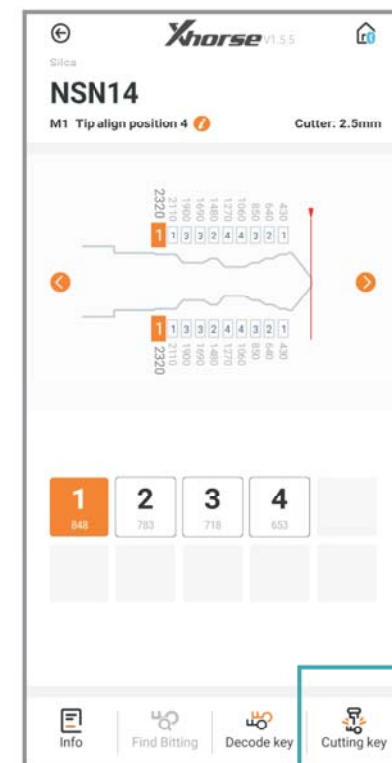 Xhorse V1.5.5
Silca
NSN14
M1 Tip align position 4 i Cutter: 2.5mm
2320 2110 1900 1690 1480 1270 1060 850 640 430
1 1 3 3 2 4 4 3 2 1
1 1 3 3 2 4 4 3 2 1
2320 2110 1900 1690 1480 1270 1060 850 640 430
1 2 3 4
848 783 718 653
Info Find Bitting Decode key Cutting key